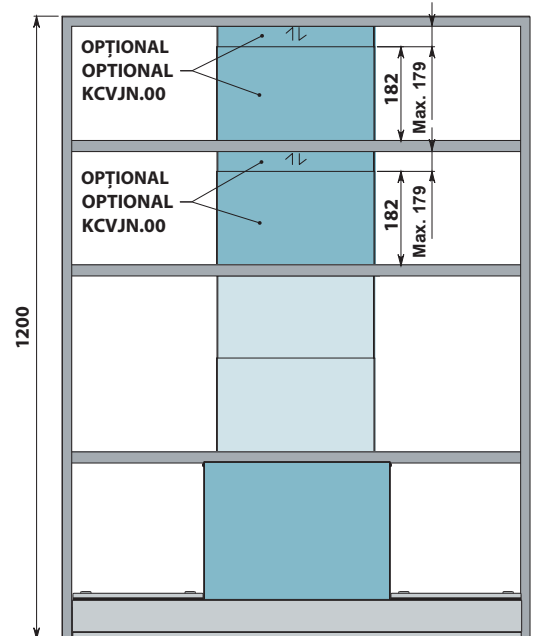 OPȚIONAL
OPTIONAL
KCVJN.00
182
Max. 179
OPȚIONAL
OPTIONAL
KCVJN.00
182
Max. 179
1200